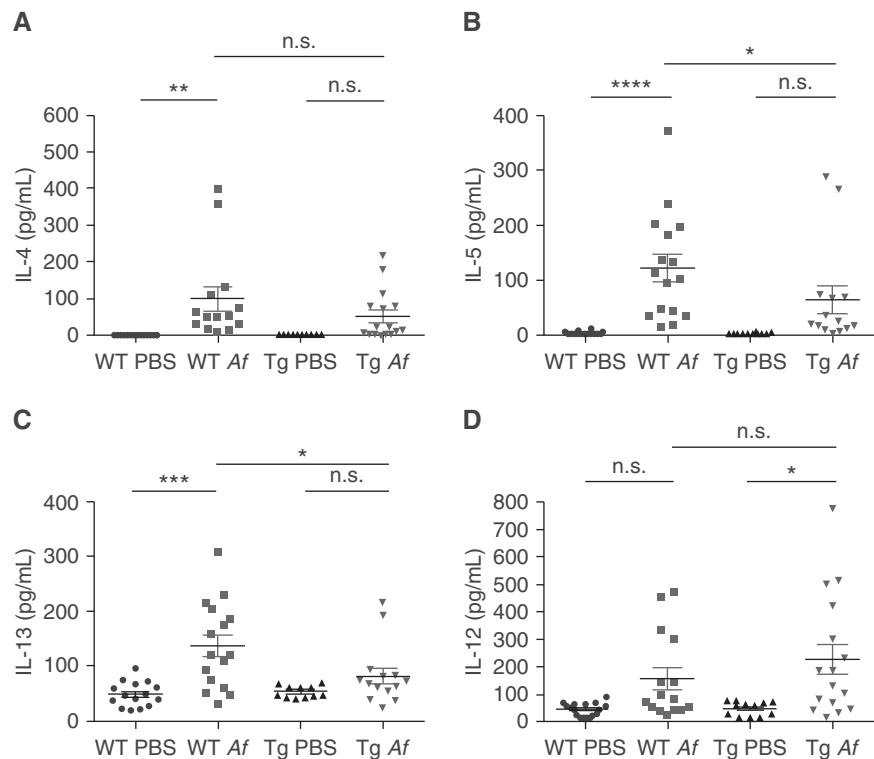 A
n.s.
**
n.s.
IL-4 (pg/mL)
600
500
400
300
200
100
0
WT PBS
WT Af
Tg PBS
Tg Af
B
*
****
n.s.
IL-5 (pg/mL)
400
300
200
100
0
WT PBS
WT Af
Tg PBS
Tg Af
C
*
***
n.s.
IL-13 (pg/mL)
400
300
200
100
0
WT PBS
WT Af
Tg PBS
Tg Af
D
n.s.
n.s.
*
IL-12 (pg/mL)
800
700
600
500
400
300
200
100
0
WT PBS
WT Af
Tg PBS
Tg Af